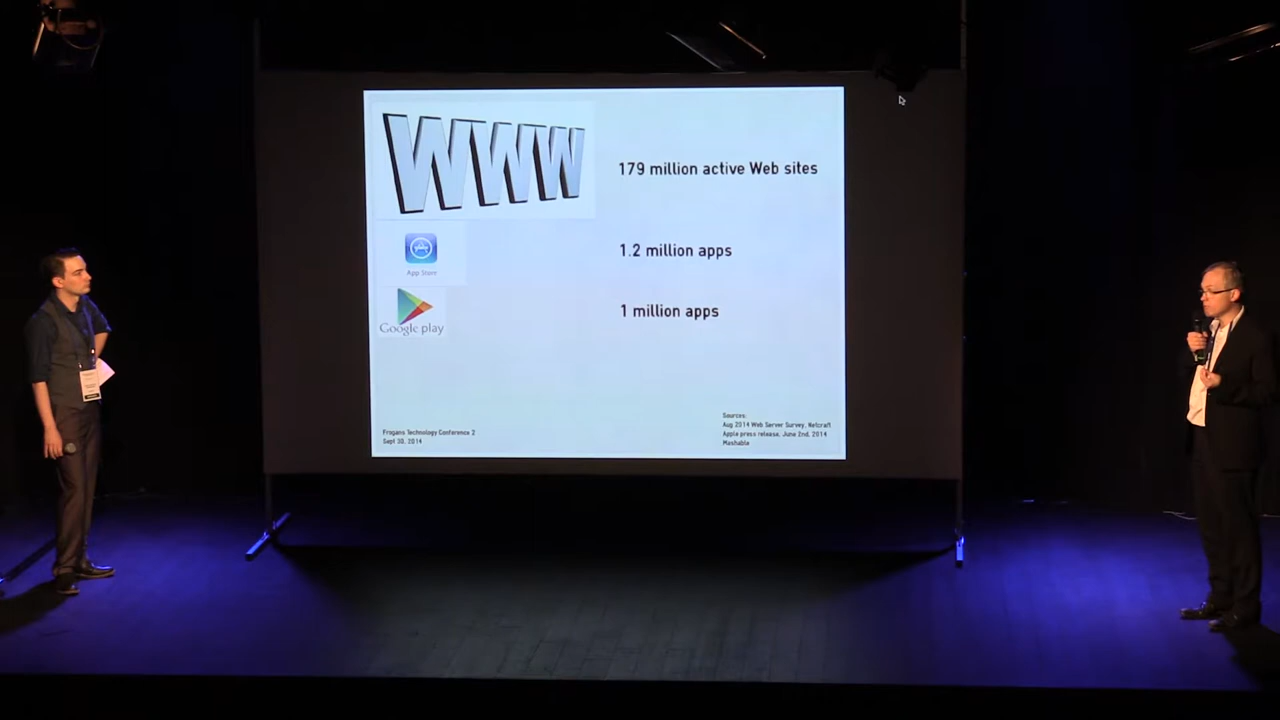 WWW
179 million active Web sites
App Store
1.2 million apps
Google play
1 million apps
Frogans Technology Conference 2
Sept 30, 2014
Sources:
Aug 2014 Web Server Survey, Netcraft
Apple press release, June 2nd, 2014
Mashable